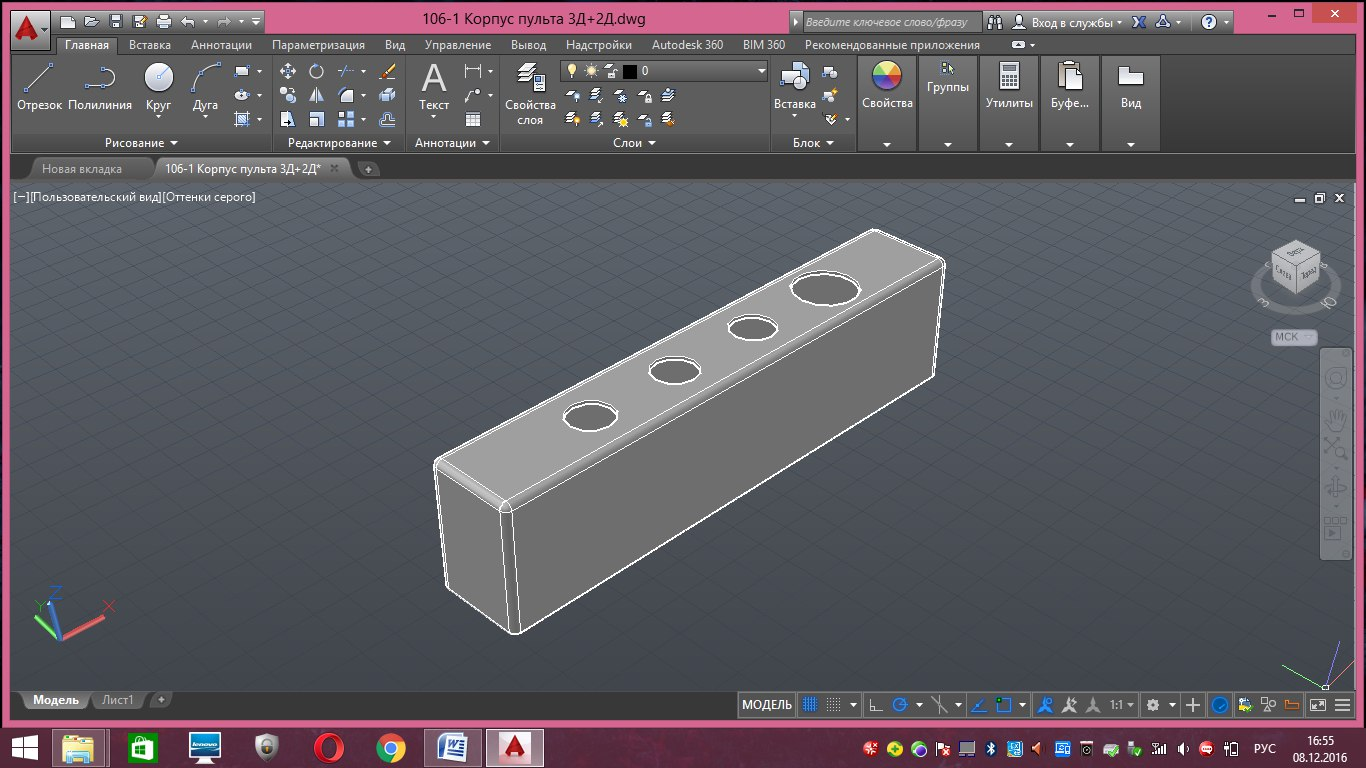 106-1 Корпус пульта 3Д+2Д.dwg
Введите ключевое слово/фразу
Вход в службы
Главная Вставка Аннотации Параметризация Вид Управление Вывод Надстройки Autodesk 360 BIM 360 Рекомендованные приложения
Отрезок Полилиния Круг Дуга
Рисование
Редактирование
Текст
Аннотации
Свойства
слоя
0
Слои
Вставка
Блок
Свойства
Группы
Утилиты
Буфе...
Вид
Новая вкладка
106-1 Корпус пульта 3Д+2Д*
[−][Пользовательский вид][Оттенки серого]
Верх
Слева
З
Ю
МСК
Z
Y
X
Модель Лист1
МОДЕЛЬ
1:1
lenovo
РУС
16:55
08.12.2016